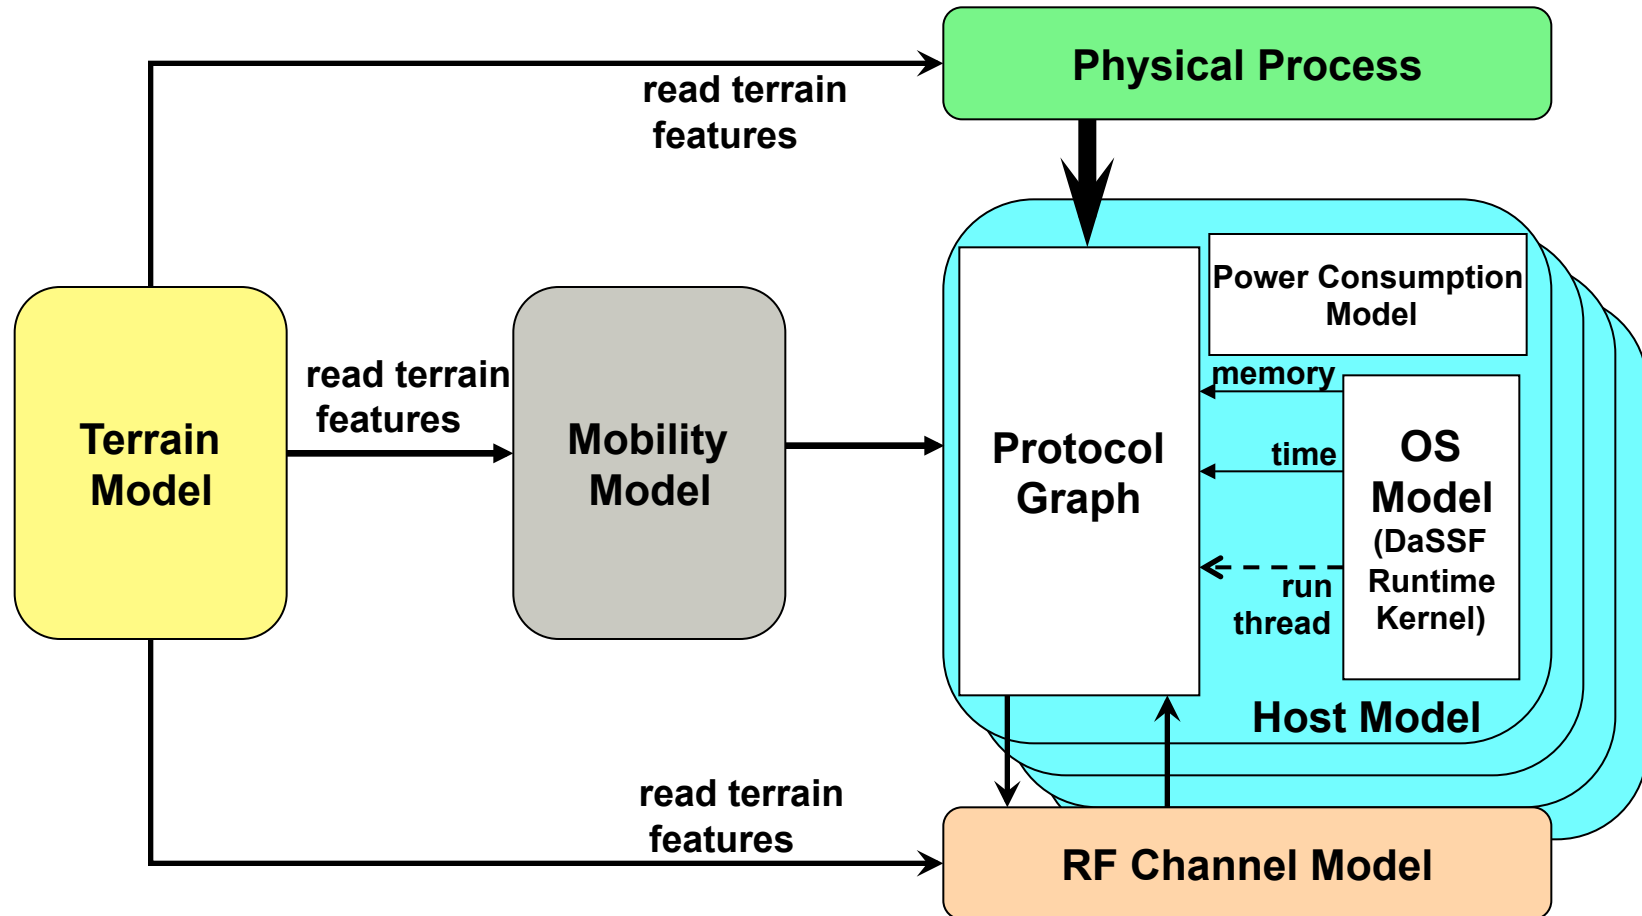 Physical Process
read terrain
features
Power Consumption
Model
memory
read terrain
features
Terrain
Model
Mobility
Model
Protocol
Graph
time
OS
Model
(DaSSF
Runtime
Kernel)
run
thread
Host Model
read terrain
features
RF Channel Model